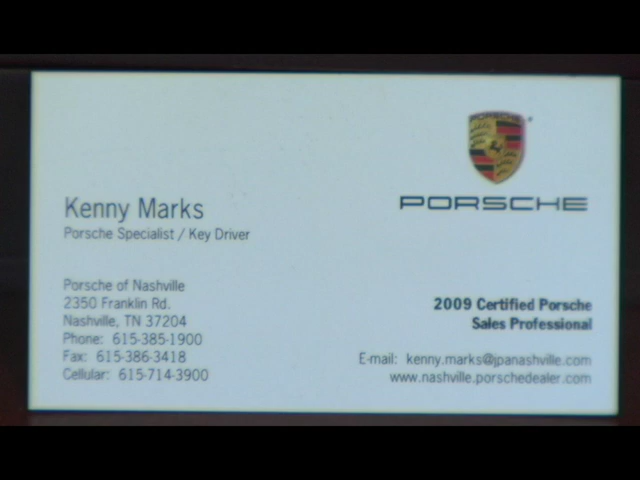 PORSCHE
PORSCHE
Kenny Marks
Porsche Specialist / Key Driver
Porsche of Nashville
2350 Franklin Rd.
Nashville, TN 37204
Phone: 615-385-1900
Fax: 615-386-3418
Cellular: 615-714-3900
2009 Certified Porsche
Sales Professional
E-mail: kenny.marks@jpanashville.com
www.nashville.porschedealer.com